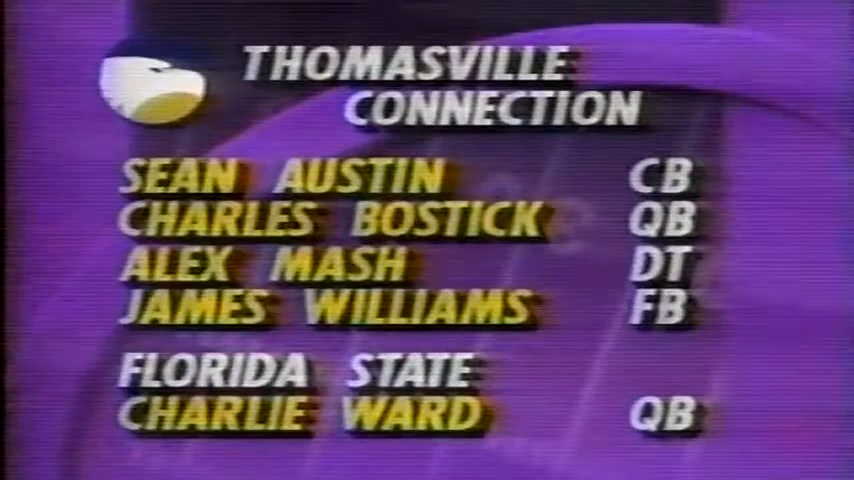 THOMASVILLE
CONNECTION
SEAN AUSTIN CB
CHARLES BOSTICK QB
ALEX MASH DT
JAMES WILLIAMS FB
FLORIDA STATE
CHARLIE WARD QB